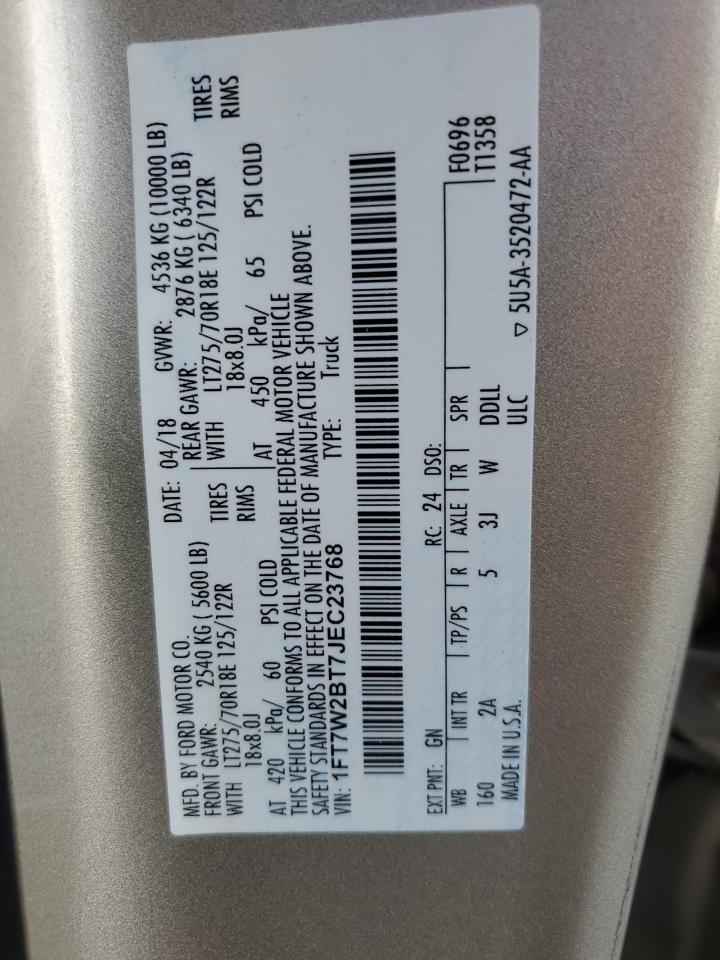 MFD. BY FORD MOTOR CO.
DATE: 04/18 GVWR: 4536 KG (10000 LB)
FRONT GAWR: 2540 KG ( 5600 LB)
REAR GAWR: 2876 KG ( 6340 LB)
WITH LT275/70R18E 125/122R TIRES
WITH LT275/70R18E 125/122R TIRES
18x8.0J RIMS
18x8.0J RIMS
AT 420 kPa/ 60 PSI COLD
AT 450 kPa/ 65 PSI COLD
THIS VEHICLE CONFORMS TO ALL APPLICABLE FEDERAL MOTOR VEHICLE
SAFETY STANDARDS IN EFFECT ON THE DATE OF MANUFACTURE SHOWN ABOVE.
VIN: 1FT7W2BT7JEC23768 TYPE: Truck
EXT PNT: GN RC: 24 DSO:
WB INT TR TP/PS R AXLE TR SPR F0696
160 2A 5 3J W DDLL T1358
MADE IN U.S.A. ULC
▽ 5U5A-3520472-AA